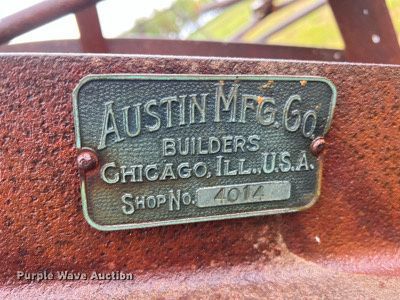 AUSTIN MFG. CO.
BUILDERS
CHICAGO, ILL., U.S.A.
SHOP NO. 4014
Purple Wave Auction